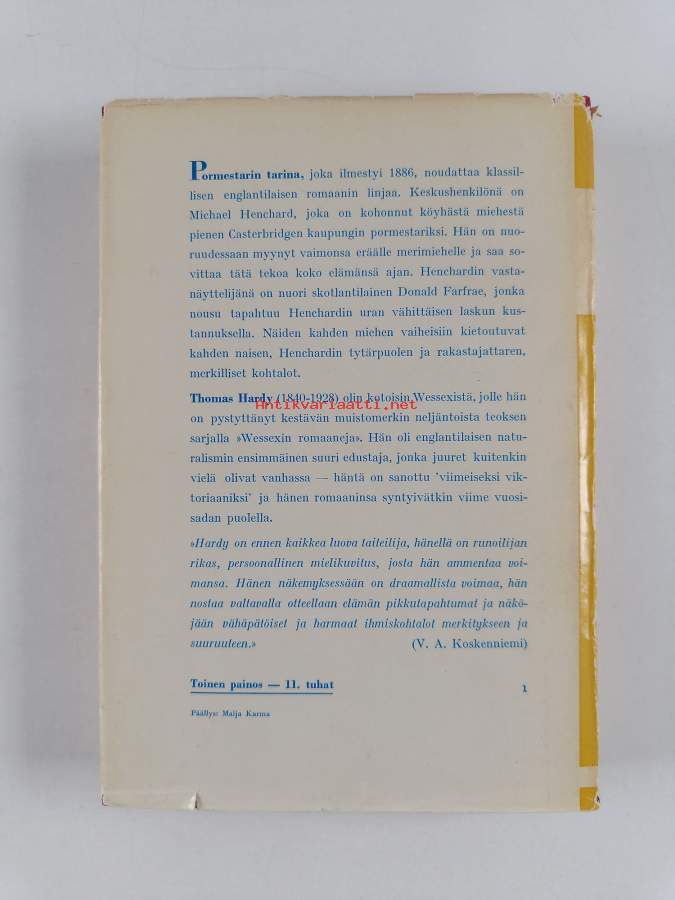 Pormestarin tarina, joka ilmestyi 1886, noudattaa klassil-
lisen englantilaisen romaanin linjaa. Keskushenkilönä on
Michael Henchard, joka on kohonnut köyhästä miehestä
pienen Casterbridgen kaupungin pormestariksi. Hän on nuo-
ruudessaan myynyt vaimonsa eräälle merimiehelle ja saa so-
vittaa tätä tekoa koko elämänsä ajan. Henchardin vasta-
näyttelijänä on nuori skotlantilainen Donald Farfrae, jonka
nousu tapahtuu Henchardin uran vähittäisen laskun kus-
tannuksella. Näiden kahden miehen vaiheisiin kietoutuvat
kahden naisen, Henchardin tytärpuolen ja rakastajattaren,
merkilliset kohtalot.
Thomas Hardy (1840-1928) oli kotoisin Wessexistä, jolle hän
Antikvariaatti.net
on pystyttänyt kestävän muistomerkin neljäntoista teoksen
sarjalla »Wessexin romaaneja». Hän oli englantilaisen natu-
ralismin ensimmäinen suuri edustaja, jonka juuret kuitenkin
vielä olivat vanhassa — häntä on sanottu 'viimeiseksi vik-
toriaaniksi' ja hänen romaaninsa syntyivätkin viime vuosi-
sadan puolella.
»Hardy on ennen kaikkea luova taiteilija, hänellä on runoilijan
rikas, persoonallinen mielikuvitus, josta hän ammentaa voi-
mansa. Hänen näkemyksessään on draamallista voimaa, hän
nostaa valtavalla otteellaan elämän pikkutapahtumat ja näkö-
jään vähäpätöiset ja harmaat ihmiskohtalot merkitykseen ja
suuruuteen.» (V. A. Koskenniemi)
Toinen painos — 11. tuhat 1
Päällys: Maija Karma